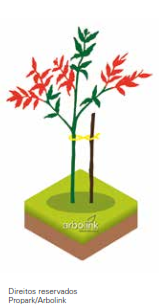 arbolink
Direitos reservados
Propark/Arbolink